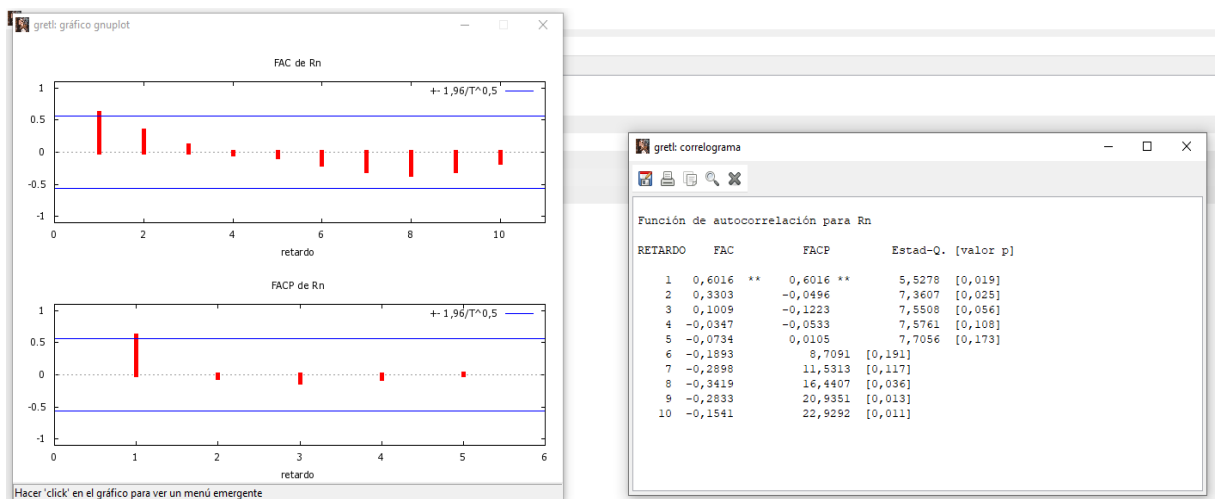 gretl: gráfico gnuplot
FAC de Rn
+- 1,96/T^0,5
1
0.5
0
-0.5
-1
0 2 4 6 8 10
retardo
FACP de Rn
+- 1,96/T^0,5
1
0.5
0
-0.5
-1
0 1 2 3 4 5 6
retardo
Hacer 'click' en el gráfico para ver un menú emergente
gretl: correlograma
Función de autocorrelación para Rn
RETARDO FAC FACP Estad-Q. [valor p]
1 0,6016 ** 0,6016 ** 5,5278 [0,019]
2 0,3303 -0,0496 7,3607 [0,025]
3 0,1009 -0,1223 7,5508 [0,056]
4 -0,0347 -0,0533 7,5761 [0,108]
5 -0,0734 0,0105 7,7056 [0,173]
6 -0,1893 8,7091 [0,191]
7 -0,2898 11,5313 [0,117]
8 -0,3419 16,4407 [0,036]
9 -0,2833 20,9351 [0,013]
10 -0,1541 22,9292 [0,011]